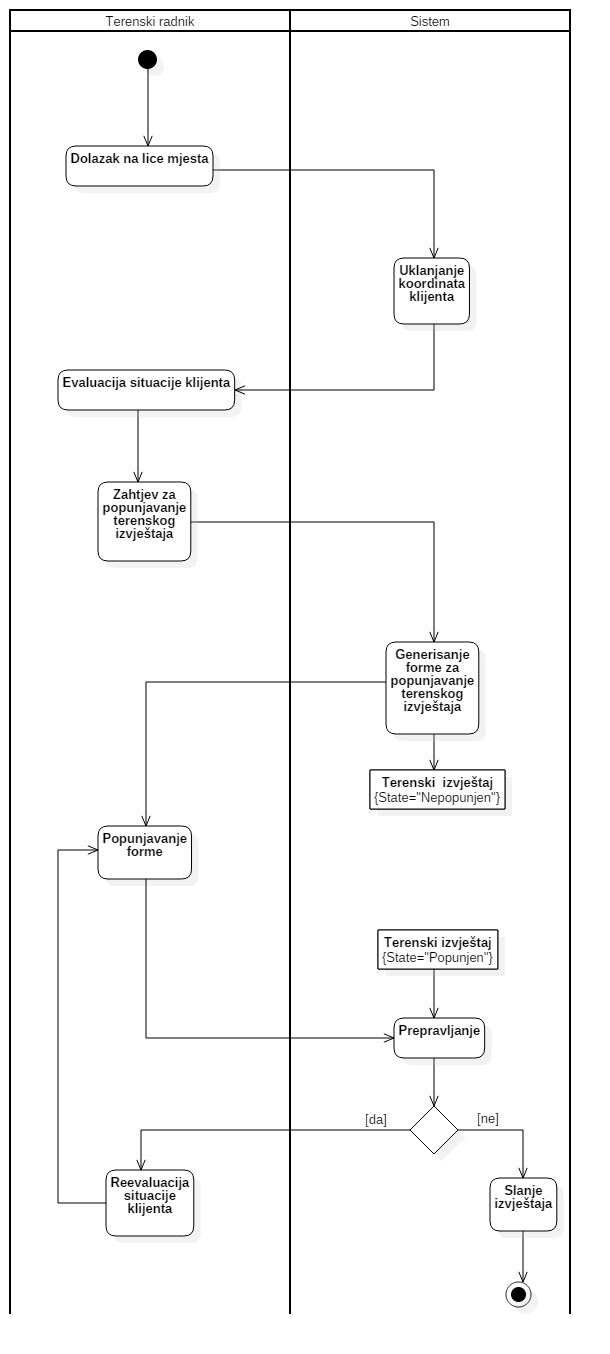 Terenski radnik
Sistem
Dolazak na lice mjesta
Uklanjanje
koordinata
klijenta
Evaluacija situacije klijenta
Zahtjev za
popunjavanje
terenskog
izvještaja
Generisanje
forme za
popunjavanje
terenskog
izvještaja
Terenski  izvještaj
{State="Nepopunjen"}
Popunjavanje
forme
Terenski izvještaj
{State="Popunjen"}
Prepravljanje
[da]
[ne]
Reevaluacija
situacije
klijenta
Slanje
izvještaja